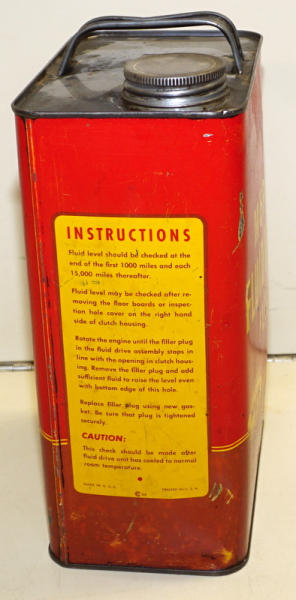 INSTRUCTIONS
Fluid level should be checked at the
end of the first 1000 miles and each
15,000 miles thereafter.
Fluid level may be checked after re-
moving the floor boards or inspec-
tion hole cover on the right hand
side of clutch housing.
Rotate the engine until the filler plug
in the fluid drive assembly stops in
line with the opening in clutch hous-
ing. Remove the filler plug and add
sufficient fluid to raise the level even
with bottom edge of this hole.
Replace filler plug using new gas-
ket. Be sure that plug is tightened
securely.
CAUTION:
This check should be made after
fluid drive unit has cooled to normal
room temperature.
MADE IN U. S. A.